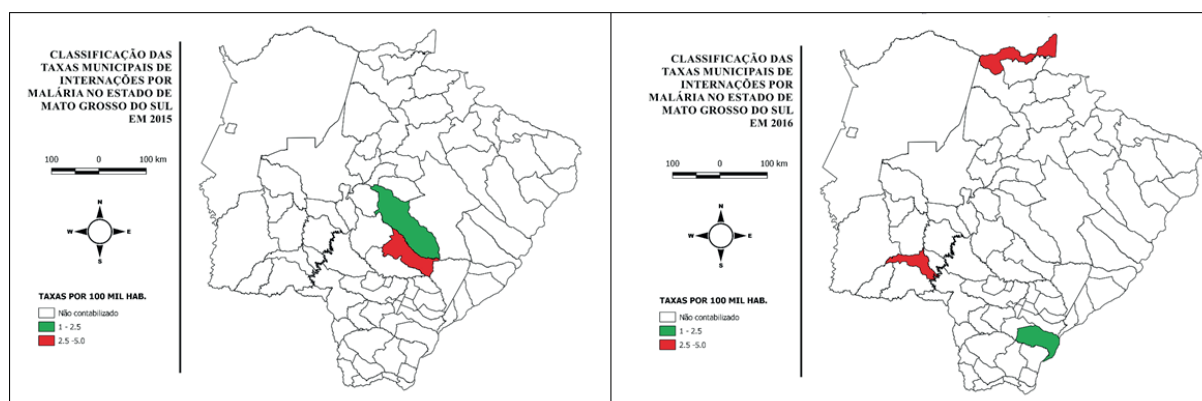 CLASSIFICAÇÃO DAS
TAXAS MUNICIPAIS DE
INTERNAÇÕES POR
MALÁRIA NO ESTADO DE
MATO GROSSO DO SUL
EM 2015
100 0 100 km
N
W E
S
TAXAS POR 100 MIL HAB.
Não contabilizado
1 - 2.5
2.5 -5.0
CLASSIFICAÇÃO DAS
TAXAS MUNICIPAIS DE
INTERNAÇÕES POR
MALÁRIA NO ESTADO DE
MATO GROSSO DO SUL
EM 2016
100 0 100 km
N
W E
S
TAXAS POR 100 MIL HAB.
Não contabilizado
1 - 2.5
2.5 -5.0